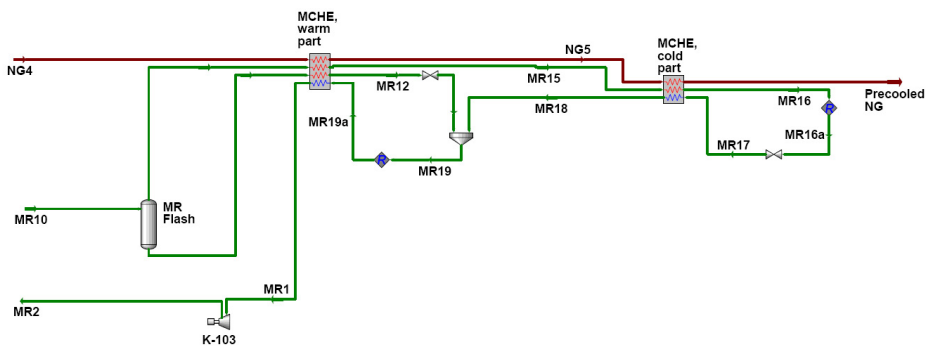 MCHE,
warm
part
MCHE,
cold
part
NG5
NG4
MR15
MR12
MR16
Precooled
NG
MR18
MR19a
MR16a
R
R
MR17
MR19
MR10
MR
Flash
MR1
MR2
K-103